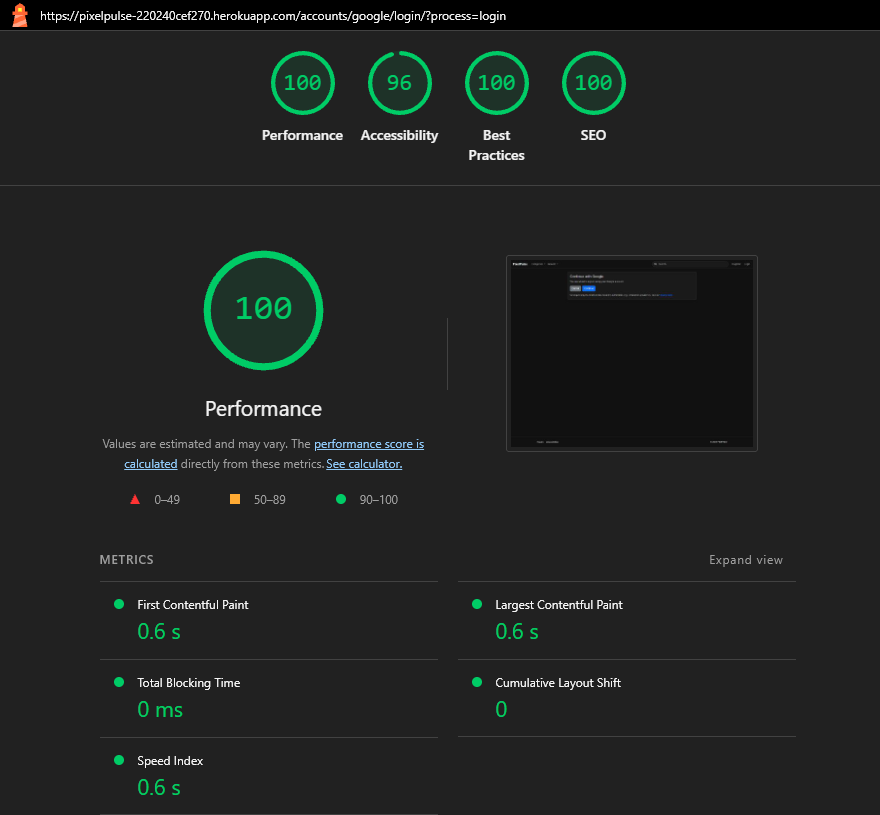 https://pixelpulse-220240cef270.herokuapp.com/accounts/google/login/?process=login
100
96
100
100
Performance
Accessibility
Best
Practices
SEO
100
Performance
Values are estimated and may vary. The performance score is
calculated directly from these metrics. See calculator.
0–49
50–89
90–100
METRICS
Expand view
First Contentful Paint
0.6 s
Largest Contentful Paint
0.6 s
Total Blocking Time
0 ms
Cumulative Layout Shift
0
Speed Index
0.6 s